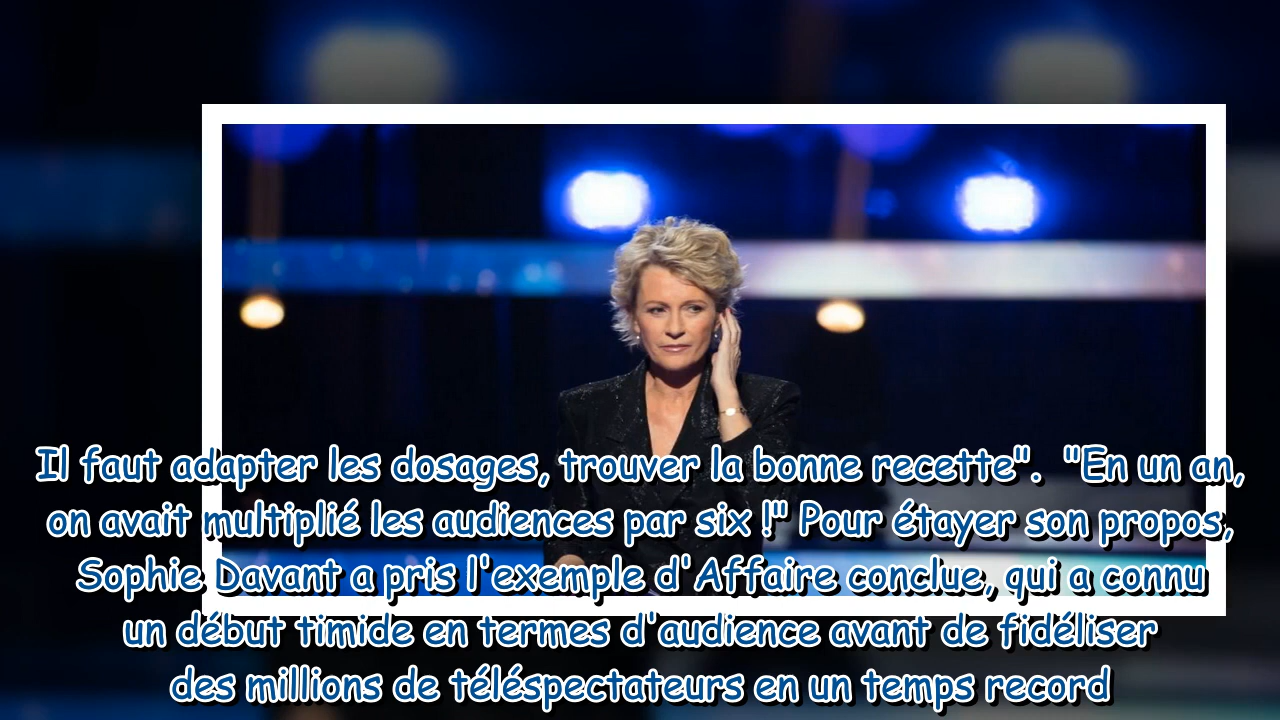 Il faut adapter les dosages, trouver la bonne recette".  "En un an,
on avait multiplié les audiences par six !" Pour étayer son propos,
Sophie Davant a pris l'exemple d'Affaire conclue, qui a connu
un début timide en termes d'audience avant de fidéliser
des millions de téléspectateurs en un temps record